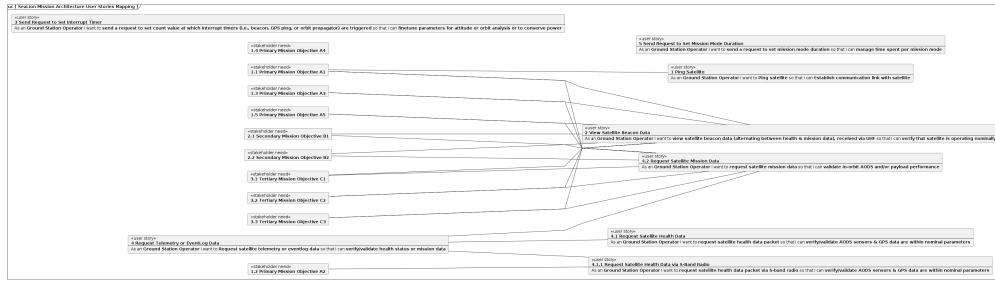 uc [ SeaLion Mission Architecture User Stories Mapping ]
«user story»
3 Send Request to Set Interrupt Timer
As an Ground Station Operator I want to send a request to set count value at which interrupt timers (i.e., beacon, GPS ping, or orbit propagator) are triggered so that I can finetune parameters for attitude or orbit analysis or to conserve power
«stakeholder need»
1.4 Primary Mission Objective A4
«user story»
5 Send Request to Set Mission Mode Duration
As an Ground Station Operator I want to send a request to set mission mode duration so that I can manage time spent per mission mode
«stakeholder need»
1.1 Primary Mission Objective A1
«user story»
1 Ping Satellite
As an Ground Station Operator I want to Ping satellite so that I can Establish communication link with satellite
«stakeholder need»
1.3 Primary Mission Objective A3
«stakeholder need»
1.5 Primary Mission Objective A5
«stakeholder need»
2.1 Secondary Mission Objective B1
«user story»
2 View Satellite Beacon Data
As an Ground Station Operator I want to view satellite beacon data (alternating between health & mission data), received via UHF so that I can verify that satellite is operating nominally
«stakeholder need»
2.2 Secondary Mission Objective B2
«user story»
4.2 Request Satellite Mission Data
As an Ground Station Operator I want to request satellite mission data so that I can validate in-orbit AODS and/or payload performance
«stakeholder need»
3.1 Tertiary Mission Objective C1
«stakeholder need»
3.2 Tertiary Mission Objective C2
«stakeholder need»
3.3 Tertiary Mission Objective C3
«user story»
4 Request Telemetry or EventLog Data
As an Ground Station Operator I want to Request satellite telemetry or eventlog data so that I can verify/validate health status or mission data
«user story»
4.1 Request Satellite Health Data
As an Ground Station Operator I want to request satellite health data packet so that I can verify/validate AODS sensors & GPS data are within nominal parameters
«stakeholder need»
1.2 Primary Mission Objective A2
«user story»
4.1.1 Request Satellite Health Data via S-Band Radio
As an Ground Station Operator I want to request satellite health data packet via S-band radio so that I can verify/validate AODS sensors & GPS data are within nominal parameters